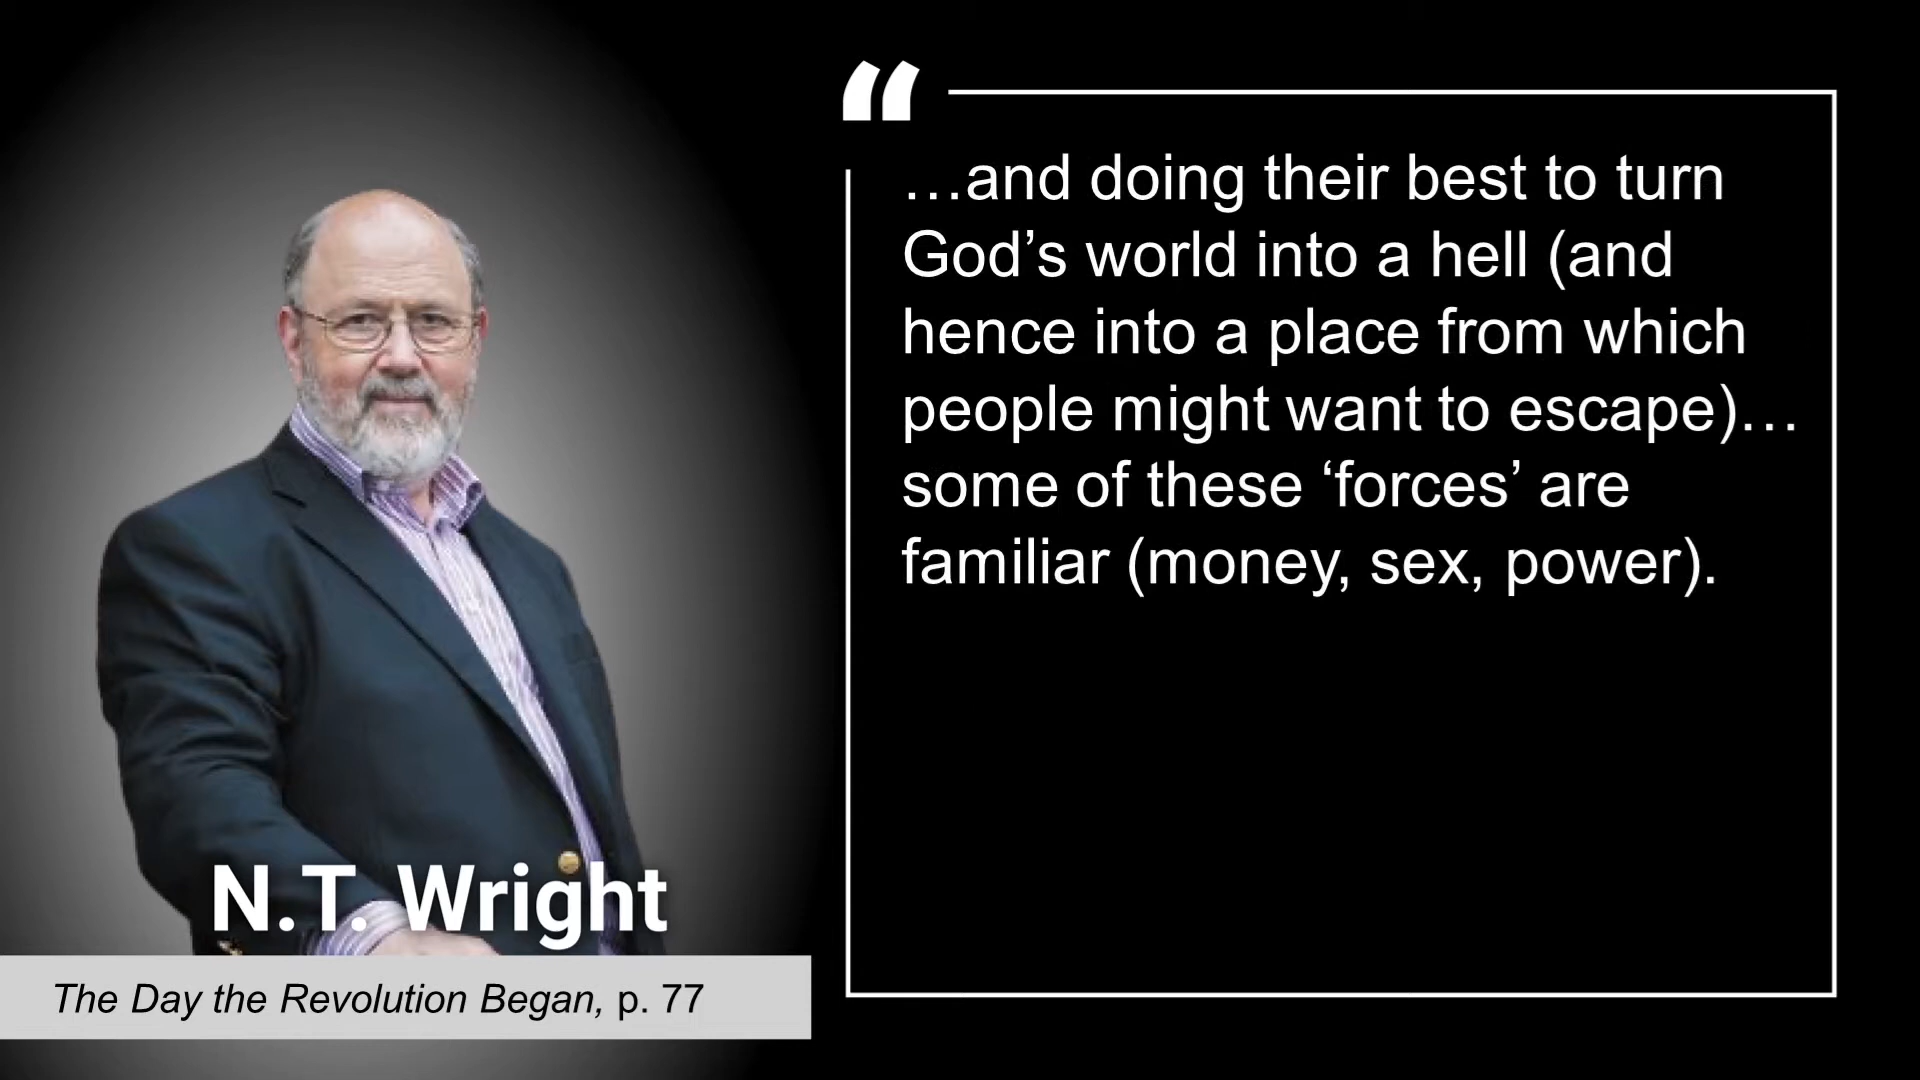 “
…and doing their best to turn
God’s world into a hell (and
hence into a place from which
people might want to escape)…
some of these ‘forces’ are
familiar (money, sex, power).
N.T. Wright
The Day the Revolution Began, p. 77